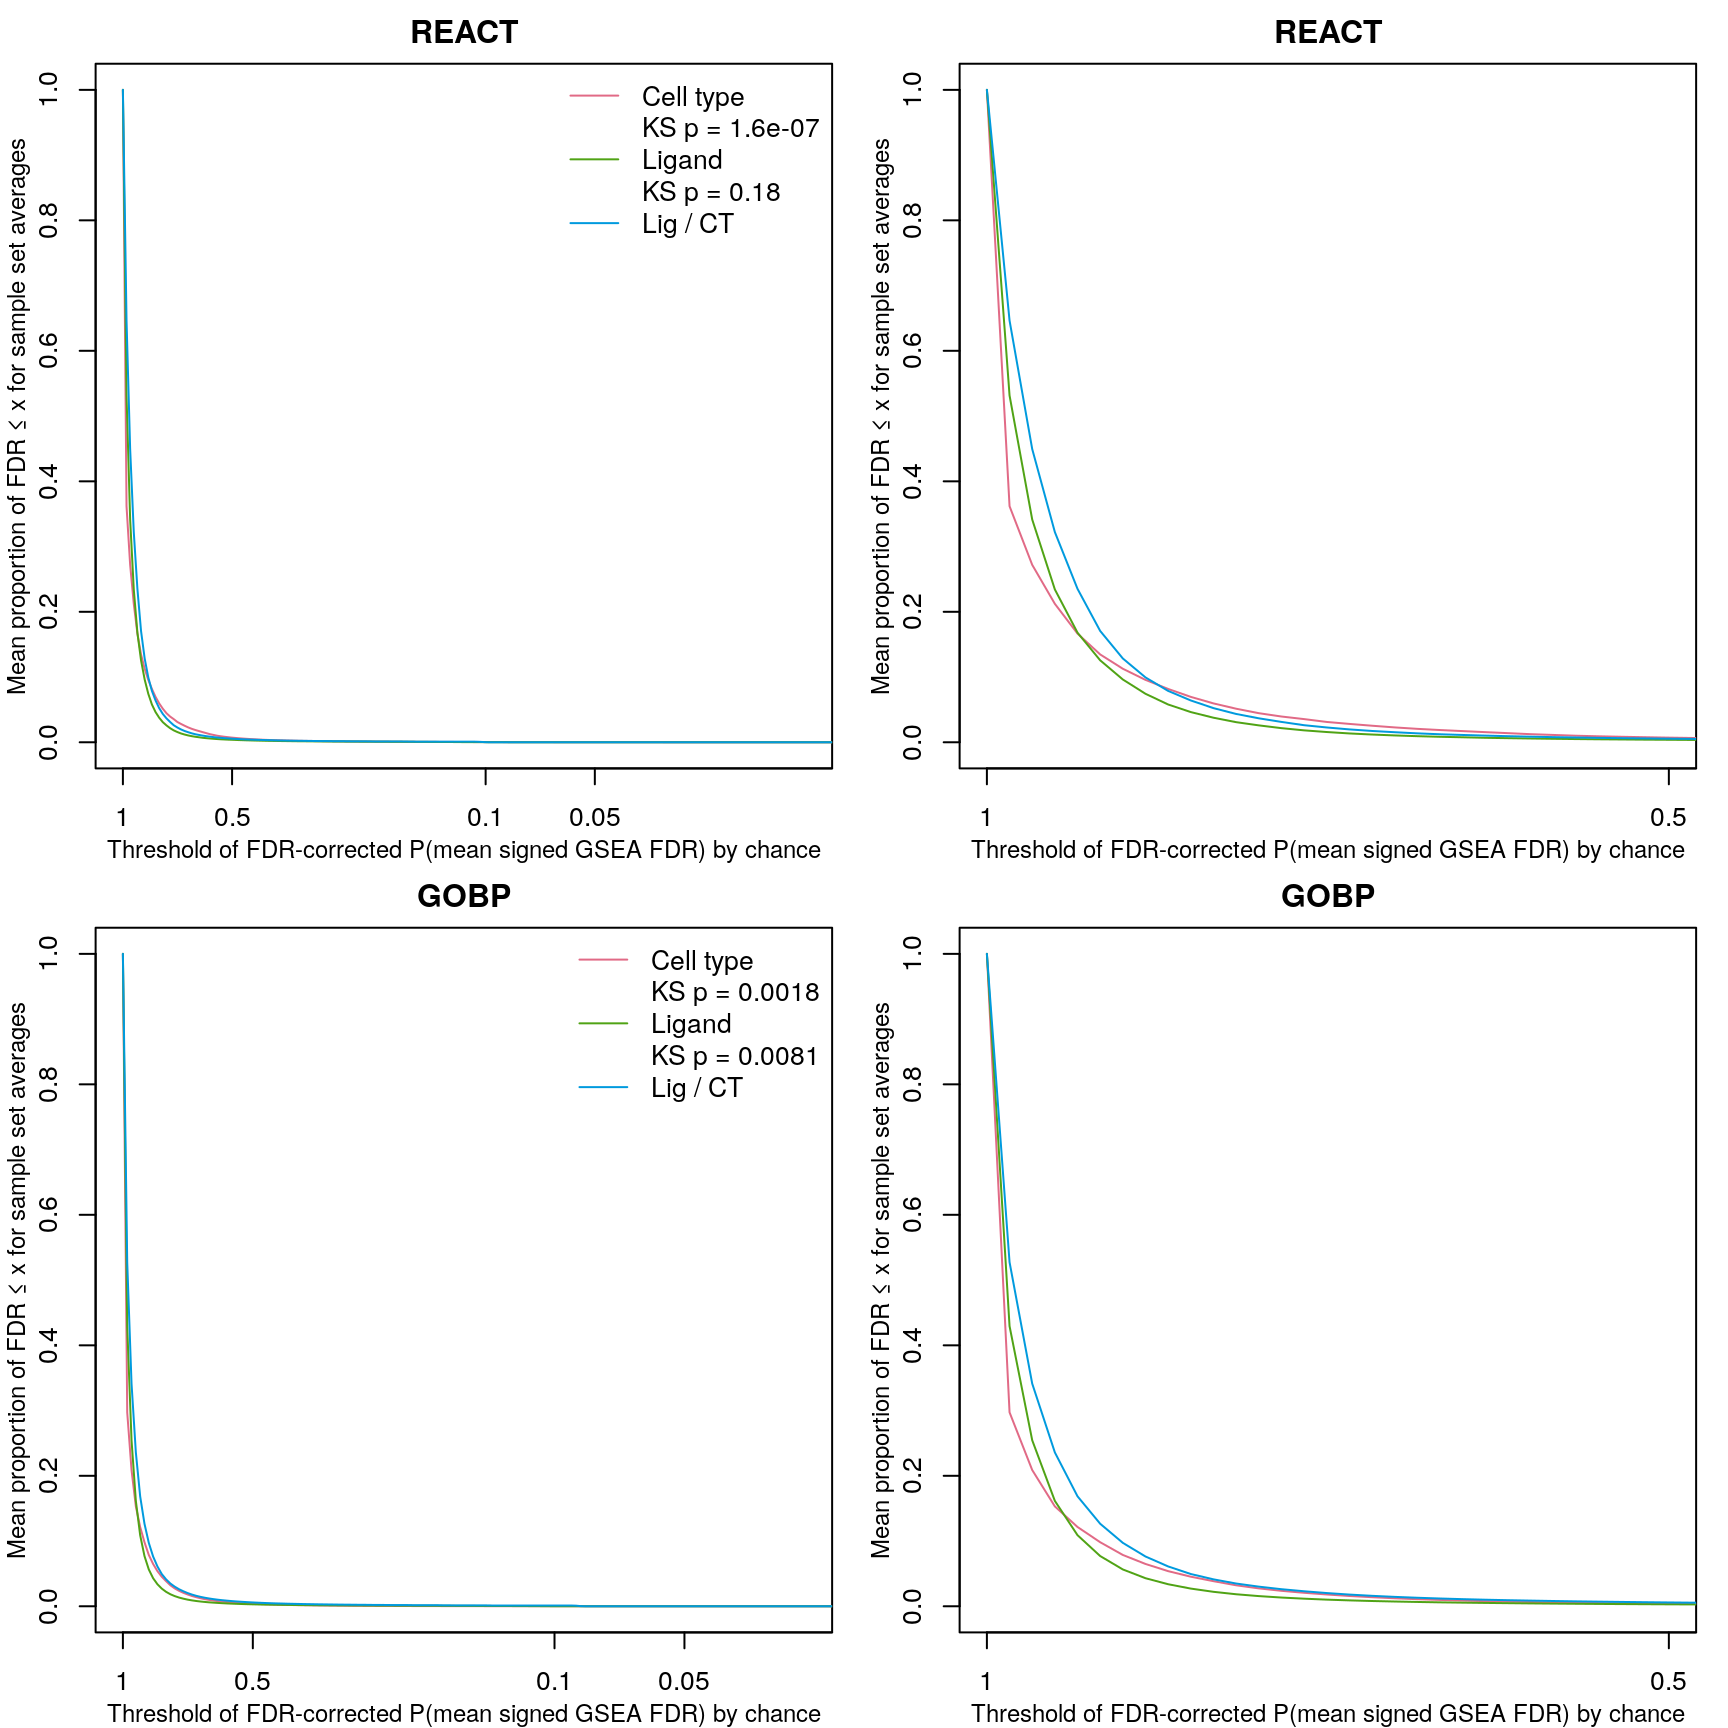 REACT
1.0
0.8
0.6
0.4
0.2
0.0
Mean proportion of FDR ≤ x for sample set averages
Cell type
KS p = 1.6e-07
Ligand
KS p = 0.18
Lig / CT
1 0.5 0.1 0.05
Threshold of FDR-corrected P(mean signed GSEA FDR) by chance
REACT
1.0
0.8
0.6
0.4
0.2
0.0
Mean proportion of FDR ≤ x for sample set averages
1 0.5
Threshold of FDR-corrected P(mean signed GSEA FDR) by chance
GOBP
1.0
0.8
0.6
0.4
0.2
0.0
Mean proportion of FDR ≤ x for sample set averages
Cell type
KS p = 0.0018
Ligand
KS p = 0.0081
Lig / CT
1 0.5 0.1 0.05
Threshold of FDR-corrected P(mean signed GSEA FDR) by chance
GOBP
1.0
0.8
0.6
0.4
0.2
0.0
Mean proportion of FDR ≤ x for sample set averages
1 0.5
Threshold of FDR-corrected P(mean signed GSEA FDR) by chance